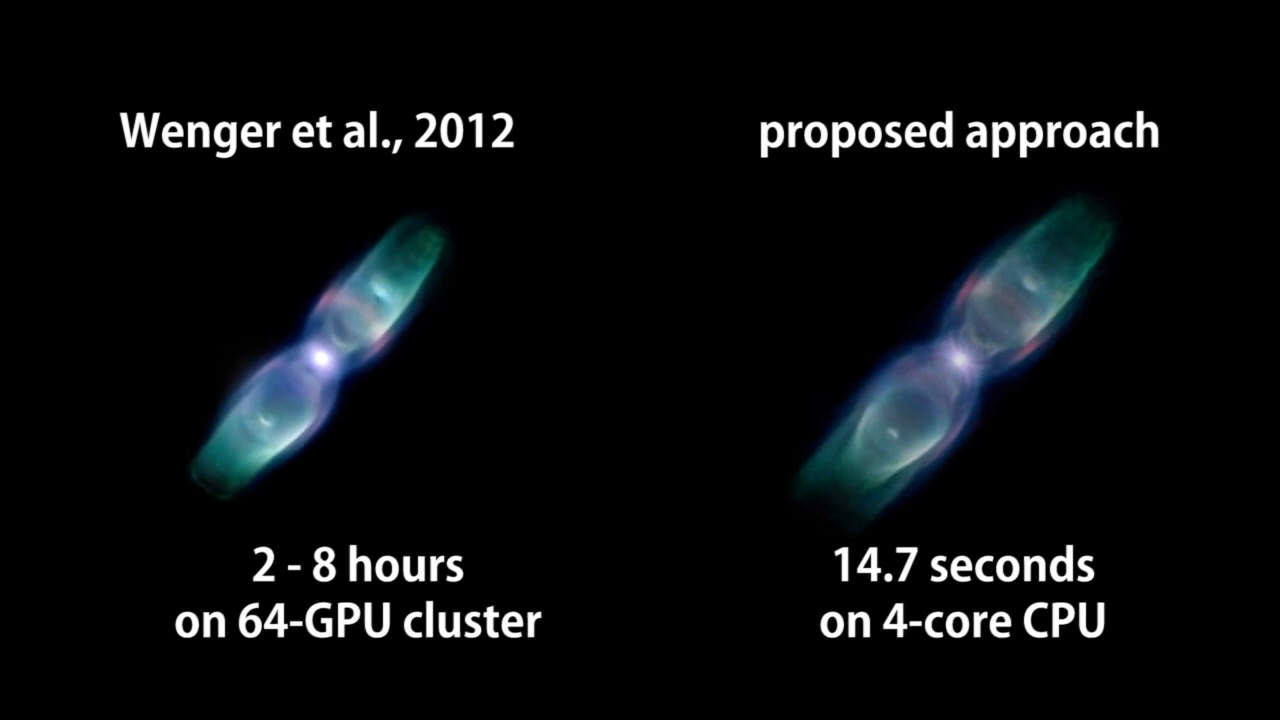 Wenger et al., 2012
proposed approach
2 - 8 hours
on 64-GPU cluster
14.7 seconds
on 4-core CPU